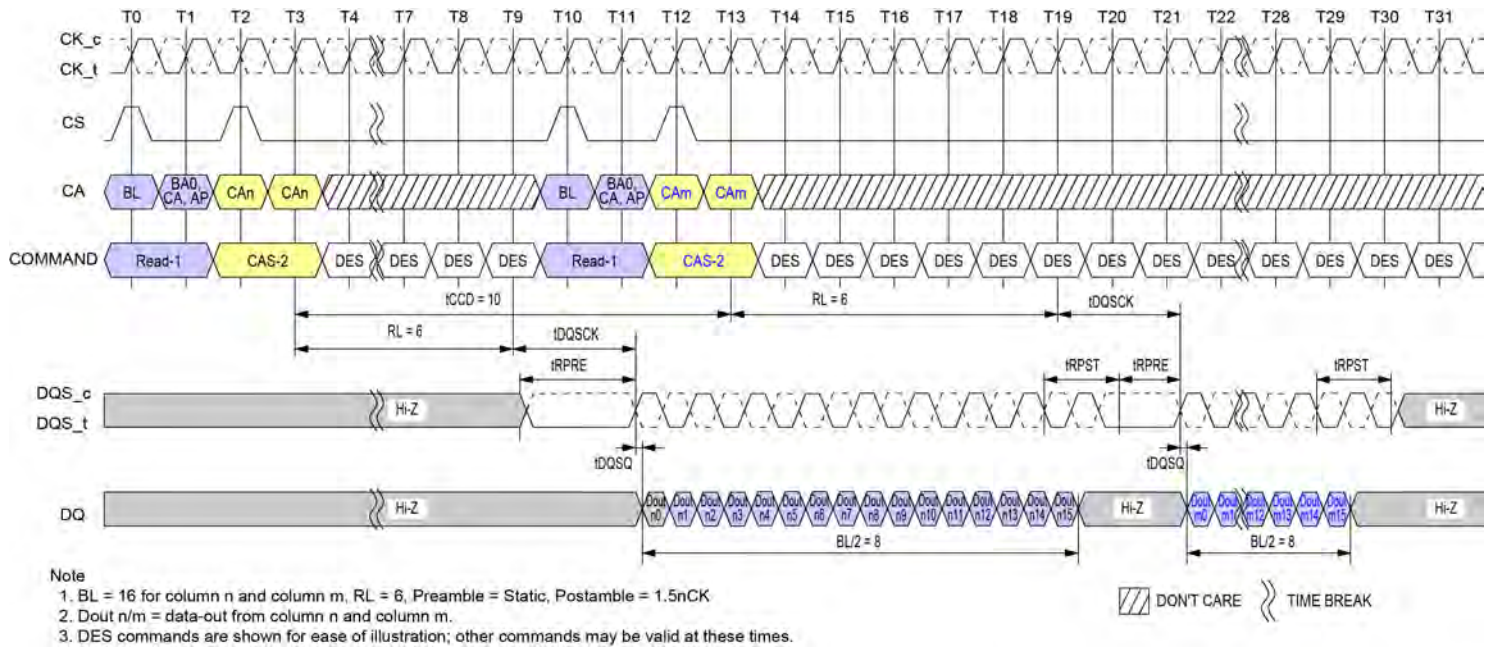 T0 T1 T2 T3 T4 T7 T8 T9 T10 T11 T12 T13 T14 T15 T16 T17 T18 T19 T20 T21 T22 T28 T29 T30 T31
CK_c
CK_t
CS
CA BL BA0, CA, AP CAn CAn BL BA0, CA, AP CAm CAm
COMMAND Read-1 CAS-2 DES DES DES DES Read-1 CAS-2 DES DES DES DES DES DES DES DES DES DES DES DES DES
tCCD = 10 RL = 6 tDQSCK
RL = 6 tDQSCK
tRPRE tRPST tRPRE tRPST
DQS_c
DQS_t Hi-Z Hi-Z
tDQSQ tDQSQ
DQ Hi-Z Dout n0 Dout n1 Dout n2 Dout n3 Dout n4 Dout n5 Dout n6 Dout n7 Dout n8 Dout n9 Dout n10 Dout n11 Dout n12 Dout n13 Dout n14 Dout n15 Hi-Z Dout m0 Dout m1 Dout m12 Dout m13 Dout m14 Dout m15 Hi-Z
BL/2 = 8 BL/2 = 8
Note
1. BL = 16 for column n and column m, RL = 6, Preamble = Static, Postamble = 1.5nCK
2. Dout n/m = data-out from column n and column m.
3. DES commands are shown for ease of illustration; other commands may be valid at these times.
DON'T CARE TIME BREAK